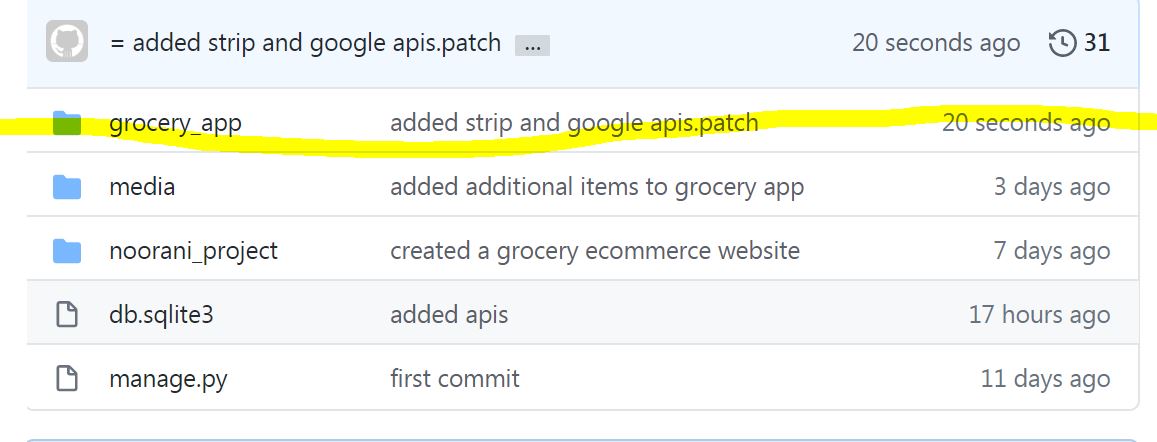 = added strip and google apis.patch ... 20 seconds ago 31
grocery_app added strip and google apis.patch 20 seconds ago
media added additional items to grocery app 3 days ago
noorani_project created a grocery ecommerce website 7 days ago
db.sqlite3 added apis 17 hours ago
manage.py first commit 11 days ago